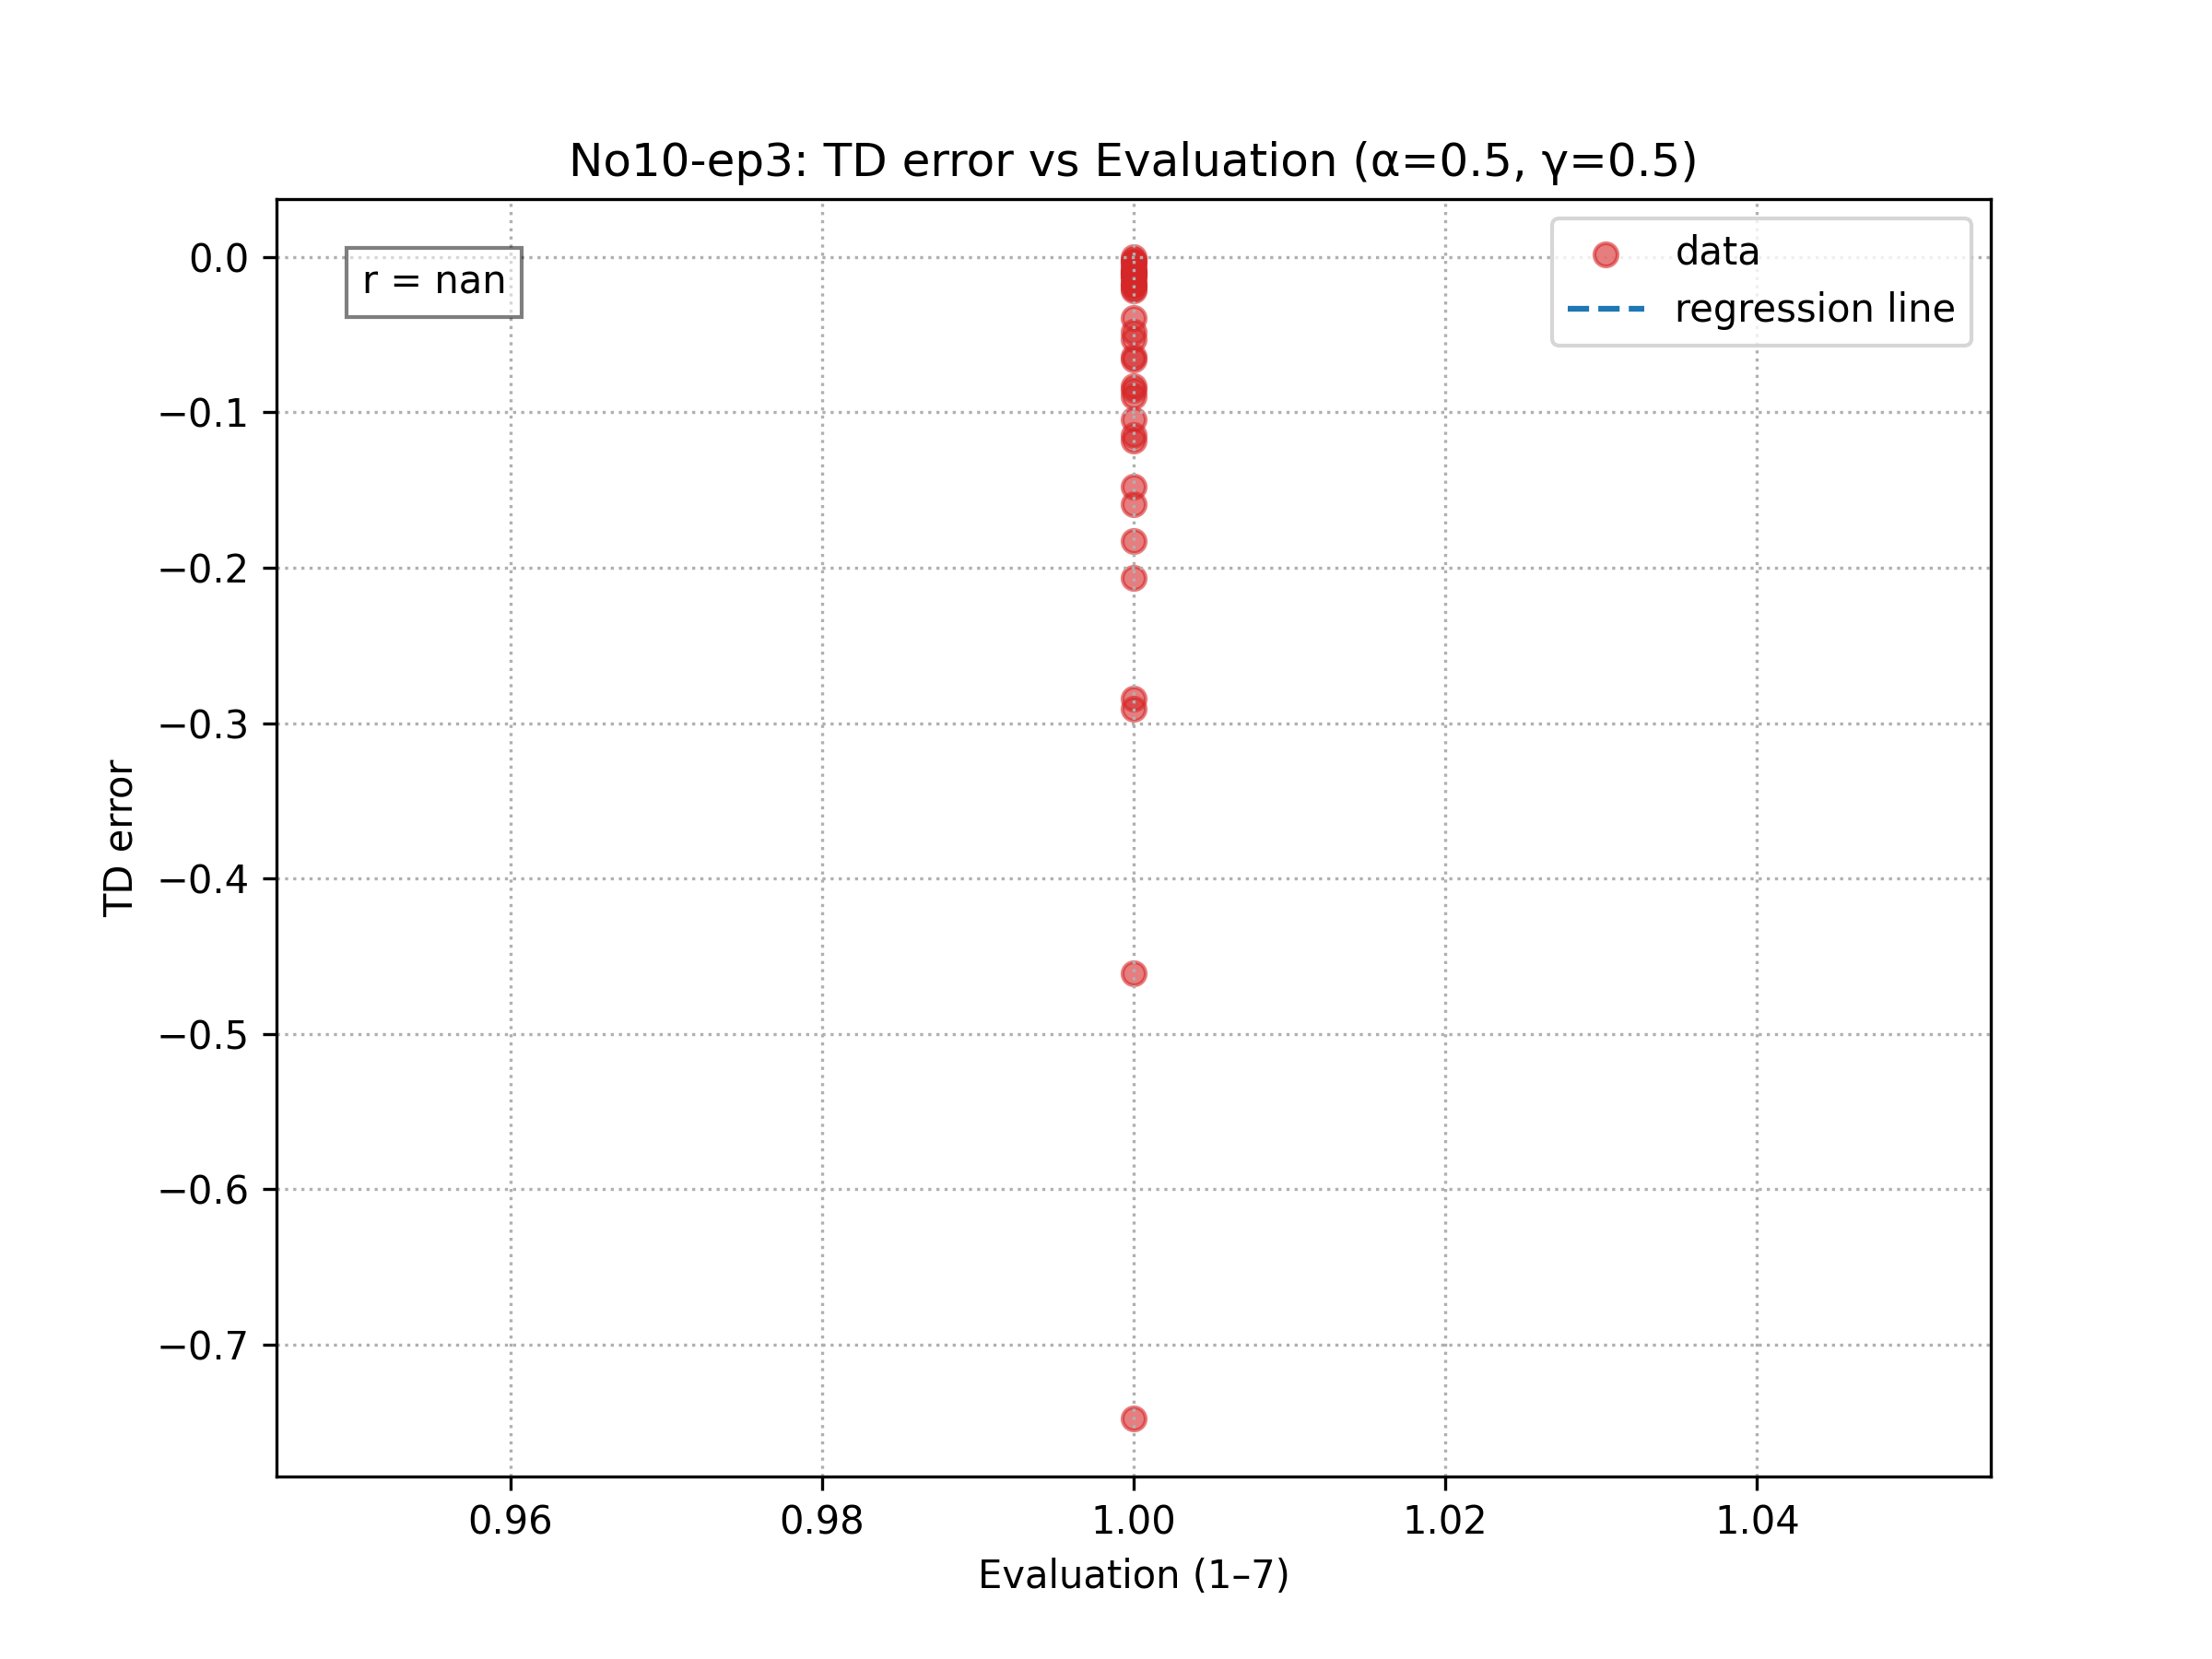 No10-ep3: TD error vs Evaluation (α=0.5, γ=0.5)
r = nan
data
regression line
0.0
−0.1
−0.2
−0.3
−0.4
−0.5
−0.6
−0.7
TD error
0.96 0.98 1.00 1.02 1.04
Evaluation (1–7)